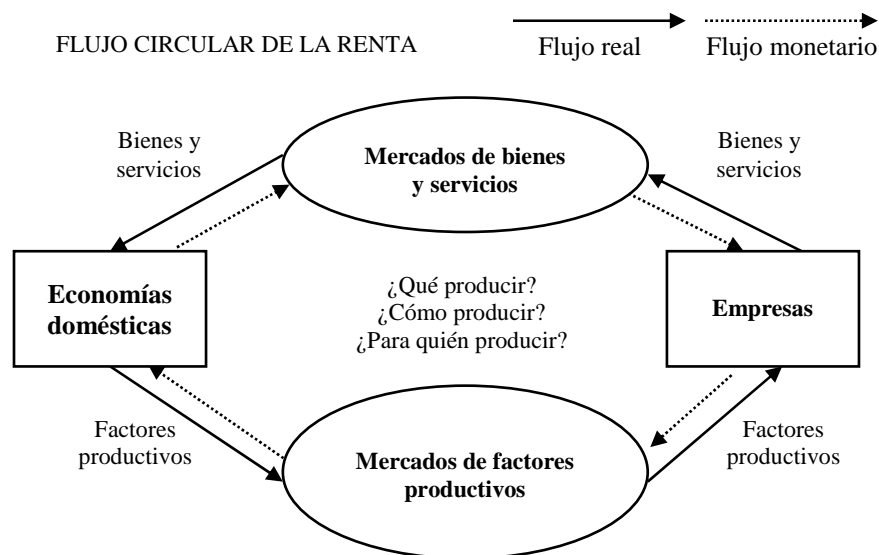 FLUJO CIRCULAR DE LA RENTA
Flujo real
Flujo monetario
Bienes y
servicios
Mercados de bienes
y servicios
Bienes y
servicios
Economías
domésticas
¿Qué producir?
¿Cómo producir?
¿Para quién producir?
Empresas
Factores
productivos
Mercados de factores
productivos
Factores
productivos